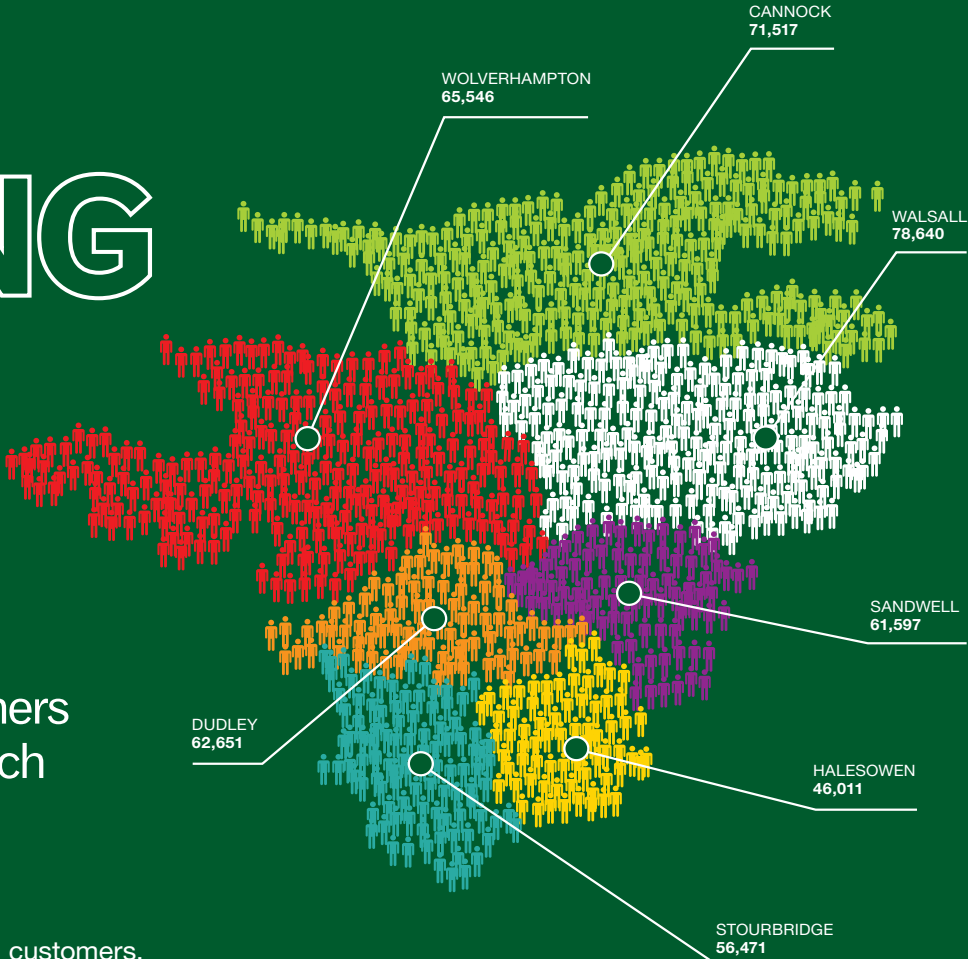 CANNOCK
71,517
WOLVERHAMPTON
65,546
NG
WALSALL
78,640
SANDWELL
61,597
DUDLEY
62,651
HALESOWEN
46,011
STOURBRIDGE
56,471
customers.